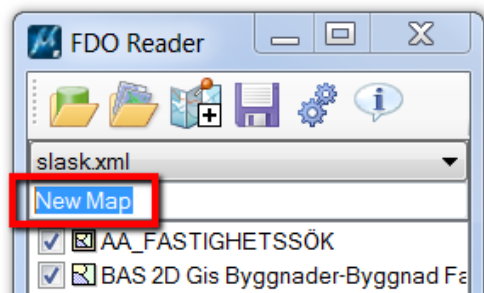 FDO Reader
slask.xml
New Map
AA_FASTIGHETSSÖK
BAS 2D Gis Byggnader-Byggnad Fa